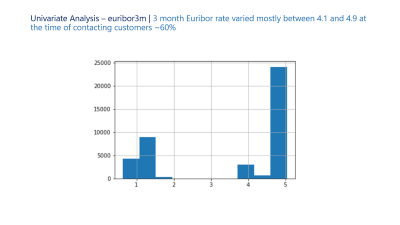 Univariate Analysis – euribor3m | 3 month Euribor rate varied mostly between 4.1 and 4.9 at
the time of contacting customers ~60%
25000
20000
15000
10000
5000
0
1 2 3 4 5